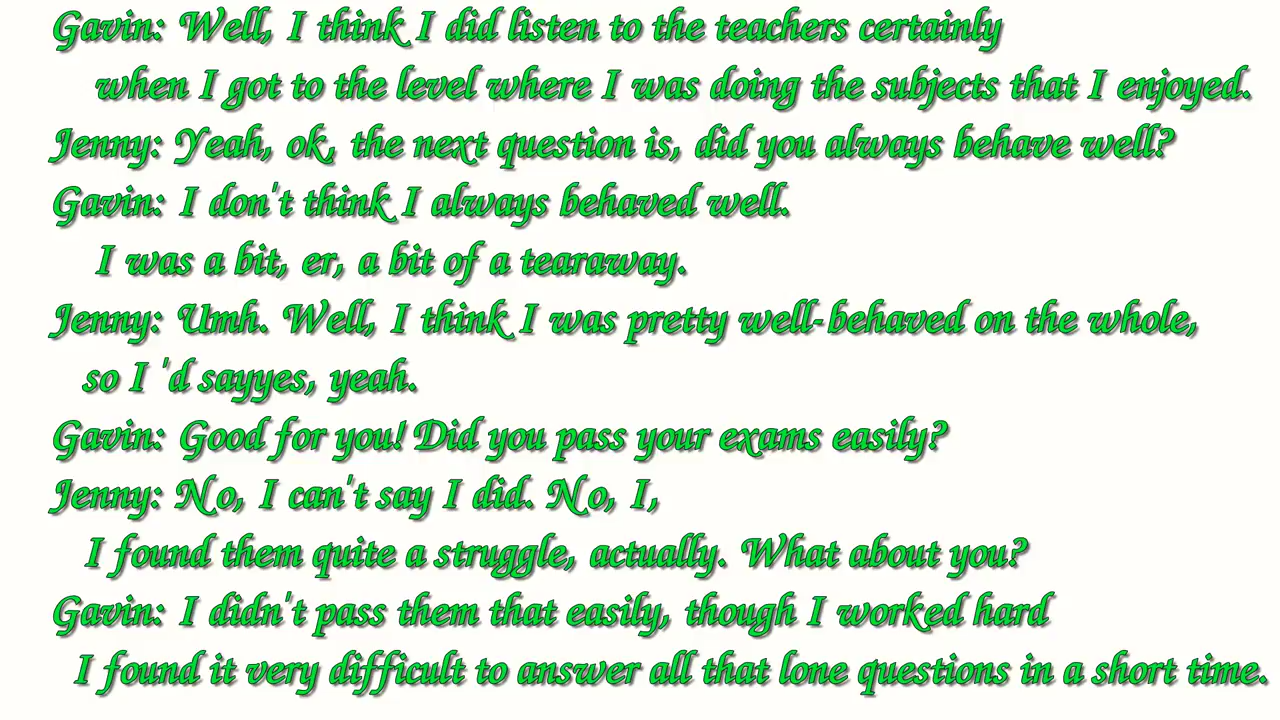 Gavin: Well, I think I did listen to the teachers certainly
when I got to the level where I was doing the subjects that I enjoyed.
Jenny: Yeah, ok, the next question is, did you always behave well?
Gavin: I don't think I always behaved well.
I was a bit, er, a bit of a tearaway.
Jenny: Umh. Well, I think I was pretty well-behaved on the whole,
so I 'd sayyes, yeah.
Gavin: Good for you! Did you pass your exams easily?
Jenny: No, I can't say I did. No, I,
I found them quite a struggle, actually. What about you?
Gavin: I didn't pass them that easily, though I worked hard
I found it very difficult to answer all that lone questions in a short time.